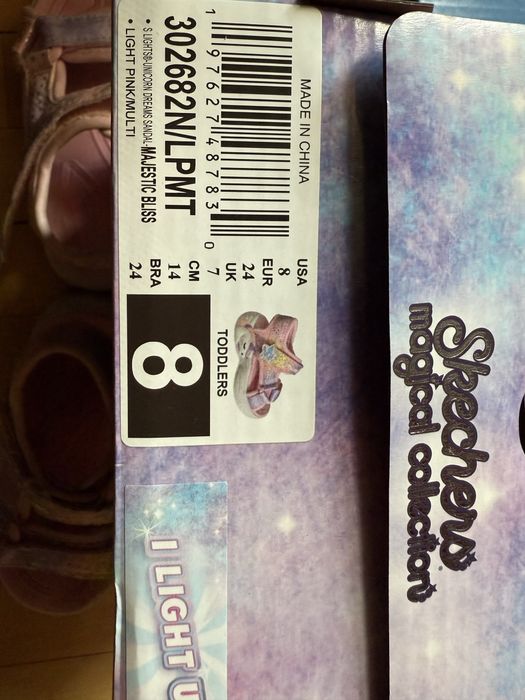 MADE IN CHINA
1 97627 48783 0
302682N/LPMT
• S LIGHTS®UNICORN DREAMS SANDAL-MAJESTIC BLISS
• LIGHT PINK/MULTI
USA
8
EUR
24
UK
7
CM
14
BRA
24
TODDLERS
8
Skechers
magical collection
I LIGHT U